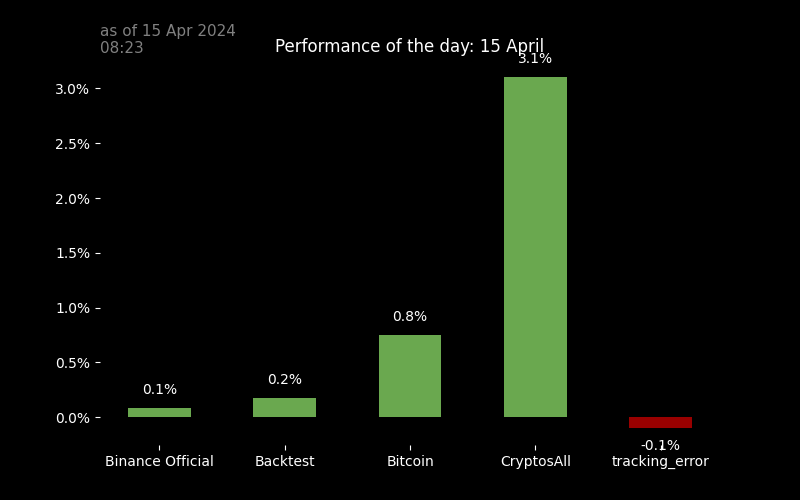 as of 15 Apr 2024
08:23
Performance of the day: 15 April
3.1%
3.0%
2.5%
2.0%
1.5%
1.0%
0.8%
0.5%
0.2%
0.1%
0.0%
-0.1%
Binance Official
Backtest
Bitcoin
CryptosAll
tracking_error